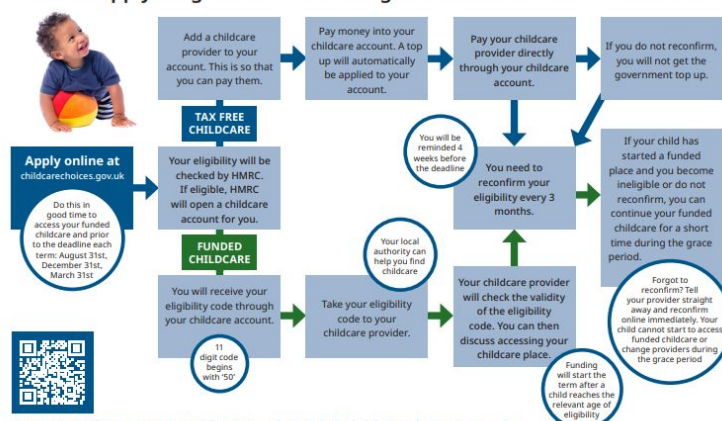 Add a childcare
provider to your
account. This is so that
you can pay them.
Pay money into your
childcare account. A top
up will automatically
be applied to your
account.
Pay your childcare
provider directly
through your childcare
account.
If you do not reconfirm,
you will not get the
government top up.
TAX FREE
CHILDCARE
Apply online at
childcarechoices.gov.uk
Do this in
good time to
access your funded
childcare and prior
to the deadline each
term: August 31st,
December 31st,
March 31st
Your eligibility will be
checked by HMRC.
If eligible, HMRC
will open a childcare
account for you.
You will be
reminded 4
weeks before
the deadline
You need to
reconfirm your
eligibility every 3
months.
If your child has
started a funded
place and you become
ineligible or do not
reconfirm, you can
continue your funded
childcare for a short
time during the grace
period.
FUNDED
CHILDCARE
You will receive your
eligibility code through
your childcare account.
11
digit code
begins
with ‘50’
Take your eligibility
code to your
childcare provider.
Your local
authority can
help you find
childcare
Your childcare provider
will check the validity
of the eligibility
code. You can then
discuss accessing your
childcare place.
Funding
will start the
term after a
child reaches the
relevant age of
eligibility
Forgot to
reconfirm? Tell
your provider straight
away and reconfirm
online immediately. Your
child cannot start to access
funded childcare or
change providers during
the grace period